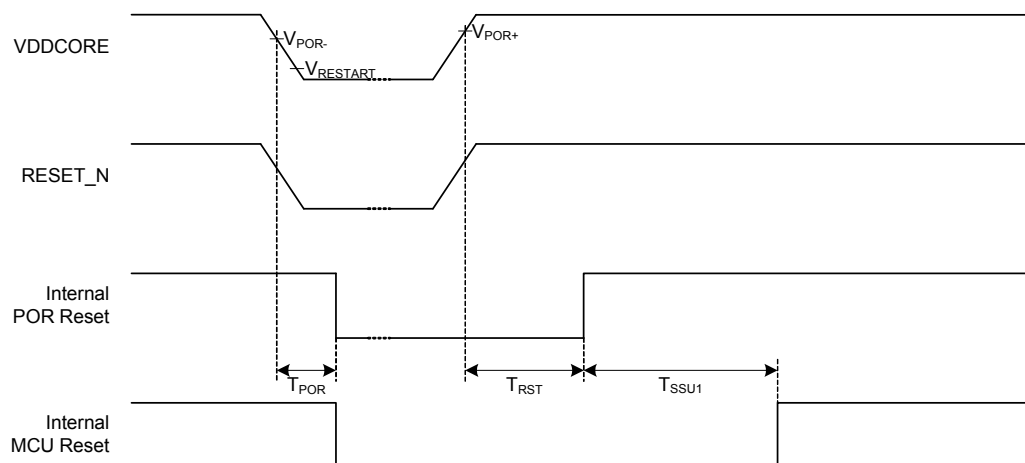 VDDCORE
VPOR-
VRESTART
VPOR+
RESET_N
Internal
POR Reset
TPOR
TRST
TSSU1
Internal
MCU Reset